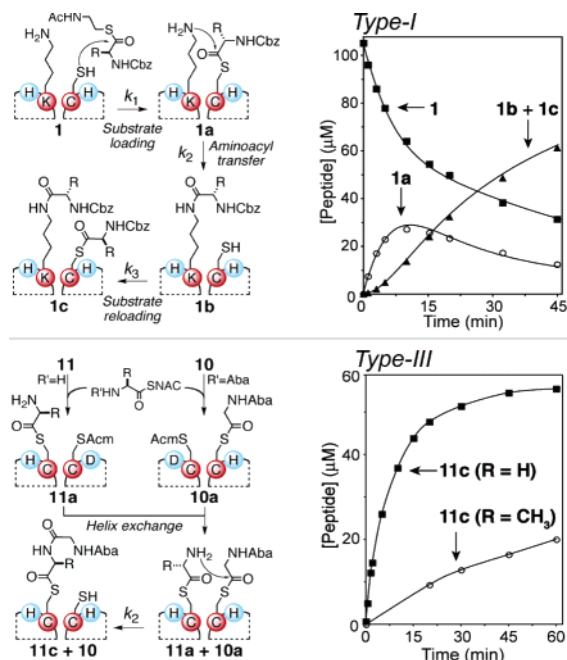 AcHN
S
O
R
NHCbz
H2N
SH
H K C H
1
k1
Substrate
loading
H2N
R
O
NHCbz
S
H K C H
1a
k2
Aminoacyl
transfer
O
R
HN
NHCbz
O
NHCbz
S
R
H K C H
1c
k3
Substrate
reloading
O
R
HN
NHCbz
SH
H K C H
1b
Type-I
[Peptide] (μM)
100
80
60
40
20
0
1
1b + 1c
1a
0 15 30 45
Time (min)
11
R'=H
R
R'HN
SNAC
O
10
R'=Aba
H2N
R
O
S
SAcm
H C C D
11a
NHAba
O
AcmS
S
D C C H
10a
Helix exchange
O
HN
NHAba
R
O
S
SH
H C C H
11c + 10
k2
NH2
NHAba
R
O
O
S
S
H C C H
11a + 10a
Type-III
[Peptide] (μM)
60
40
20
0
11c (R = H)
11c (R = CH3)
0 15 30 45 60
Time (min)